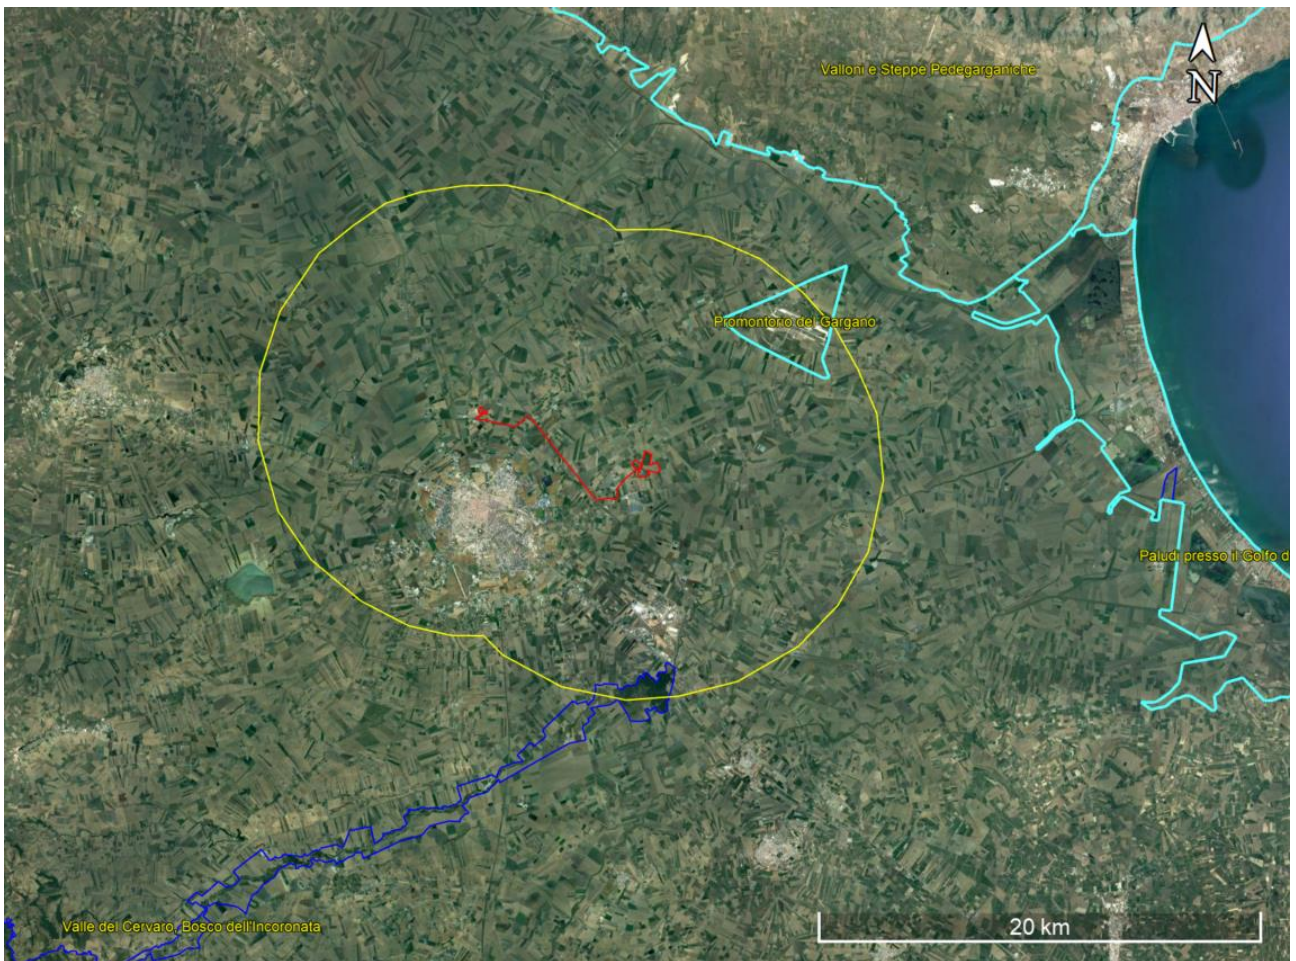 Valloni e Steppe Pedegarganiche
N
Promontorio del Gargano
Paludi presso il Golfo d
Valle del Cervaro, Bosco dell'Incoronata
20 km